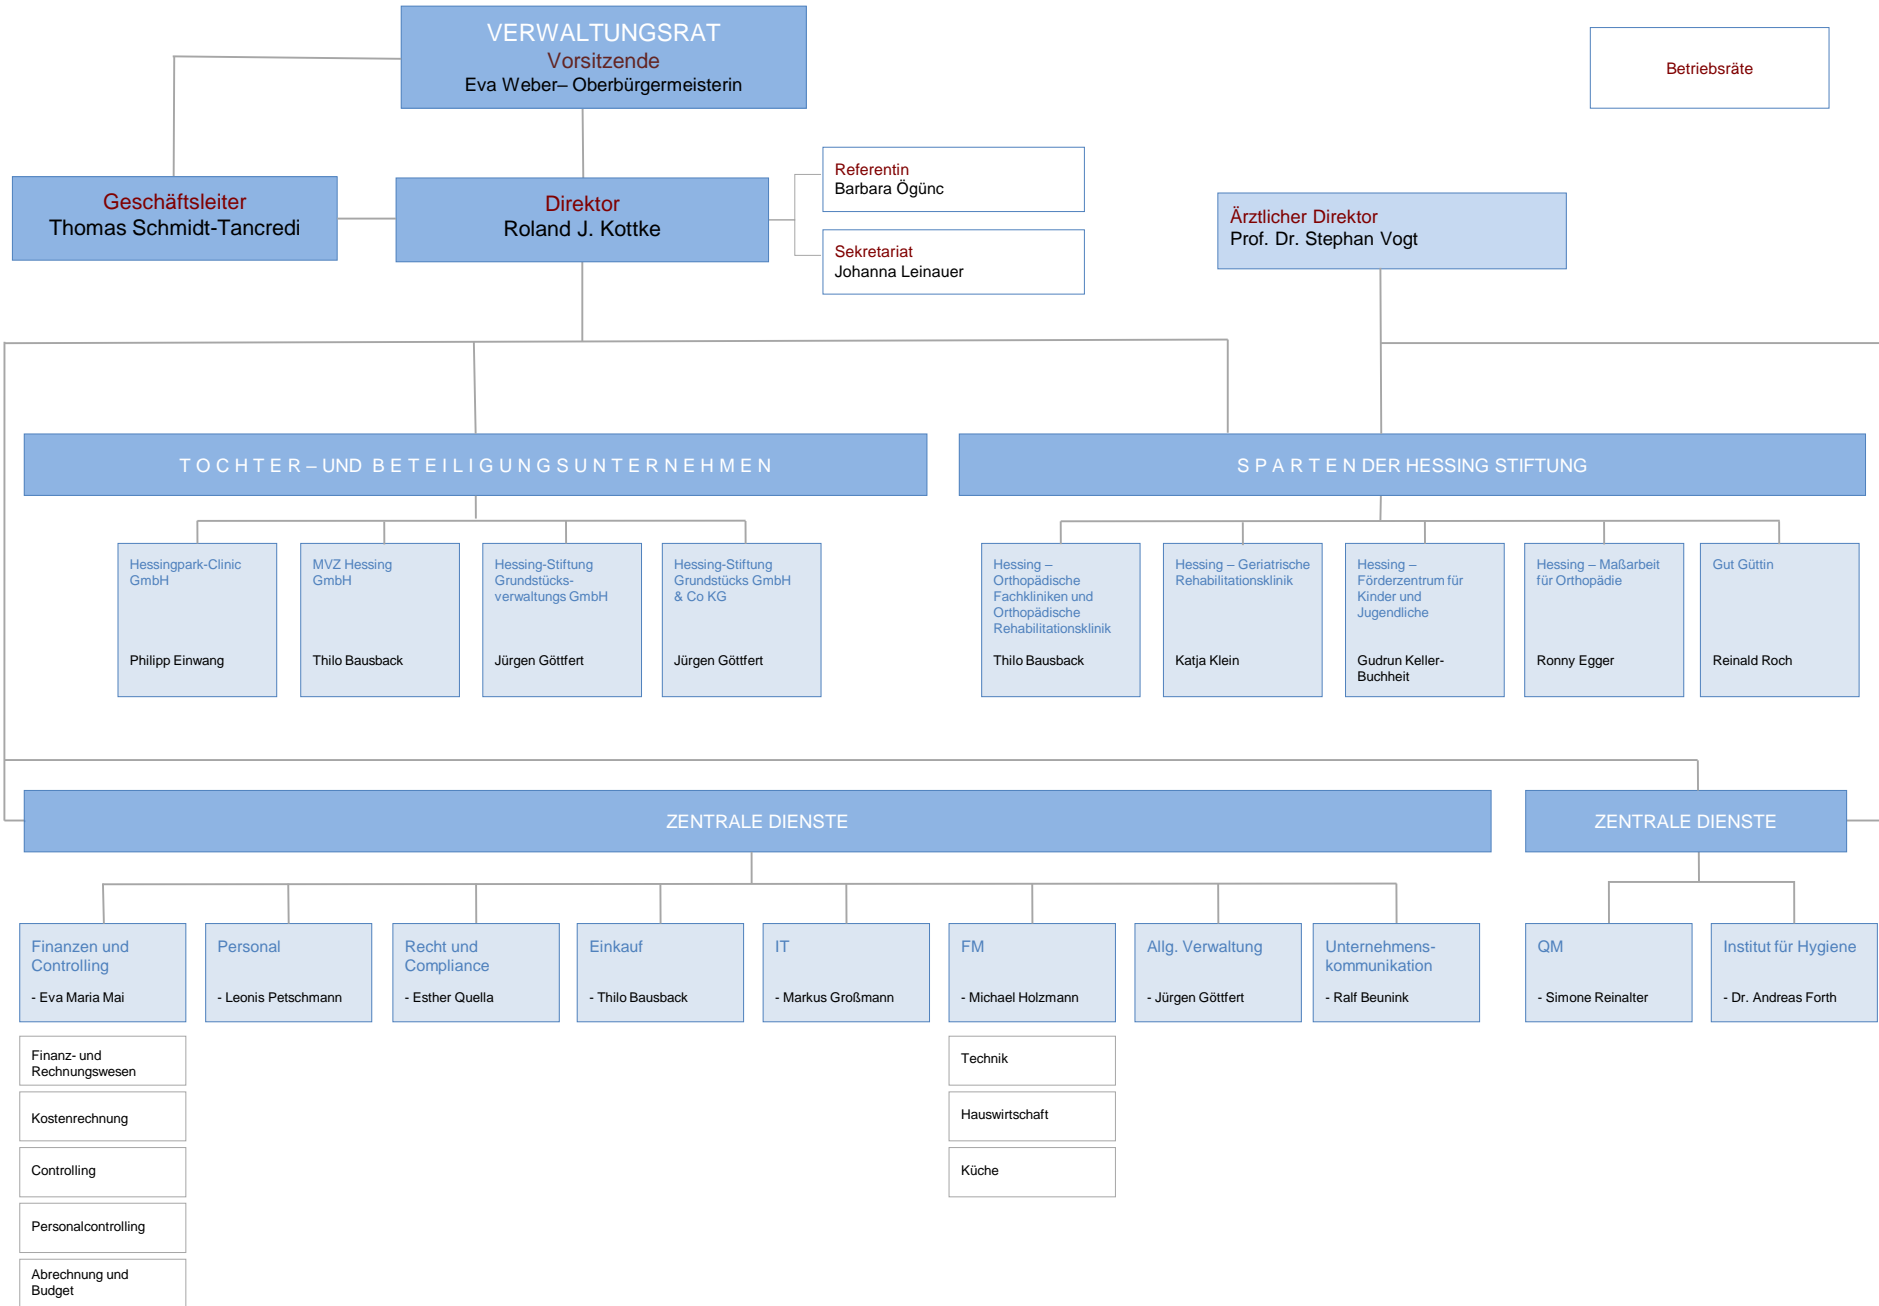 VERWALTUNGSRAT
Vorsitzende
Eva Weber– Oberbürgermeisterin
Betriebsräte
Geschäftsleiter
Thomas Schmidt-Tancredi
Direktor
Roland J. Kottke
Referentin
Barbara Ögünc
Sekretariat
Johanna Leinauer
Ärztlicher Direktor
Prof. Dr. Stephan Vogt
T O C H T E R – UND B E T E I L I G U N G S U N T E R N E H M E N
S P A R T E N DER HESSING STIFTUNG
Hessingpark-Clinic
GmbH
Philipp Einwang
MVZ Hessing
GmbH
Thilo Bausback
Hessing-Stiftung
Grundstücks-
verwaltungs GmbH
Jürgen Göttfert
Hessing-Stiftung
Grundstücks GmbH
& Co KG
Jürgen Göttfert
Hessing –
Orthopädische
Fachkliniken und
Orthopädische
Rehabilitationsklinik
Thilo Bausback
Hessing – Geriatrische
Rehabilitationsklinik
Katja Klein
Hessing –
Förderzentrum für
Kinder und
Jugendliche
Gudrun Keller-
Buchheit
Hessing – Maßarbeit
für Orthopädie
Ronny Egger
Gut Güttin
Reinald Roch
ZENTRALE DIENSTE
ZENTRALE DIENSTE
Finanzen und
Controlling
- Eva Maria Mai
Personal
- Leonis Petschmann
Recht und
Compliance
- Esther Quella
Einkauf
- Thilo Bausback
IT
- Markus Großmann
FM
- Michael Holzmann
Allg. Verwaltung
- Jürgen Göttfert
Unternehmens-
kommunikation
- Ralf Beunink
QM
- Simone Reinalter
Institut für Hygiene
- Dr. Andreas Forth
Finanz- und
Rechnungswesen
Kostenrechnung
Controlling
Personalcontrolling
Abrechnung und
Budget
Technik
Hauswirtschaft
Küche